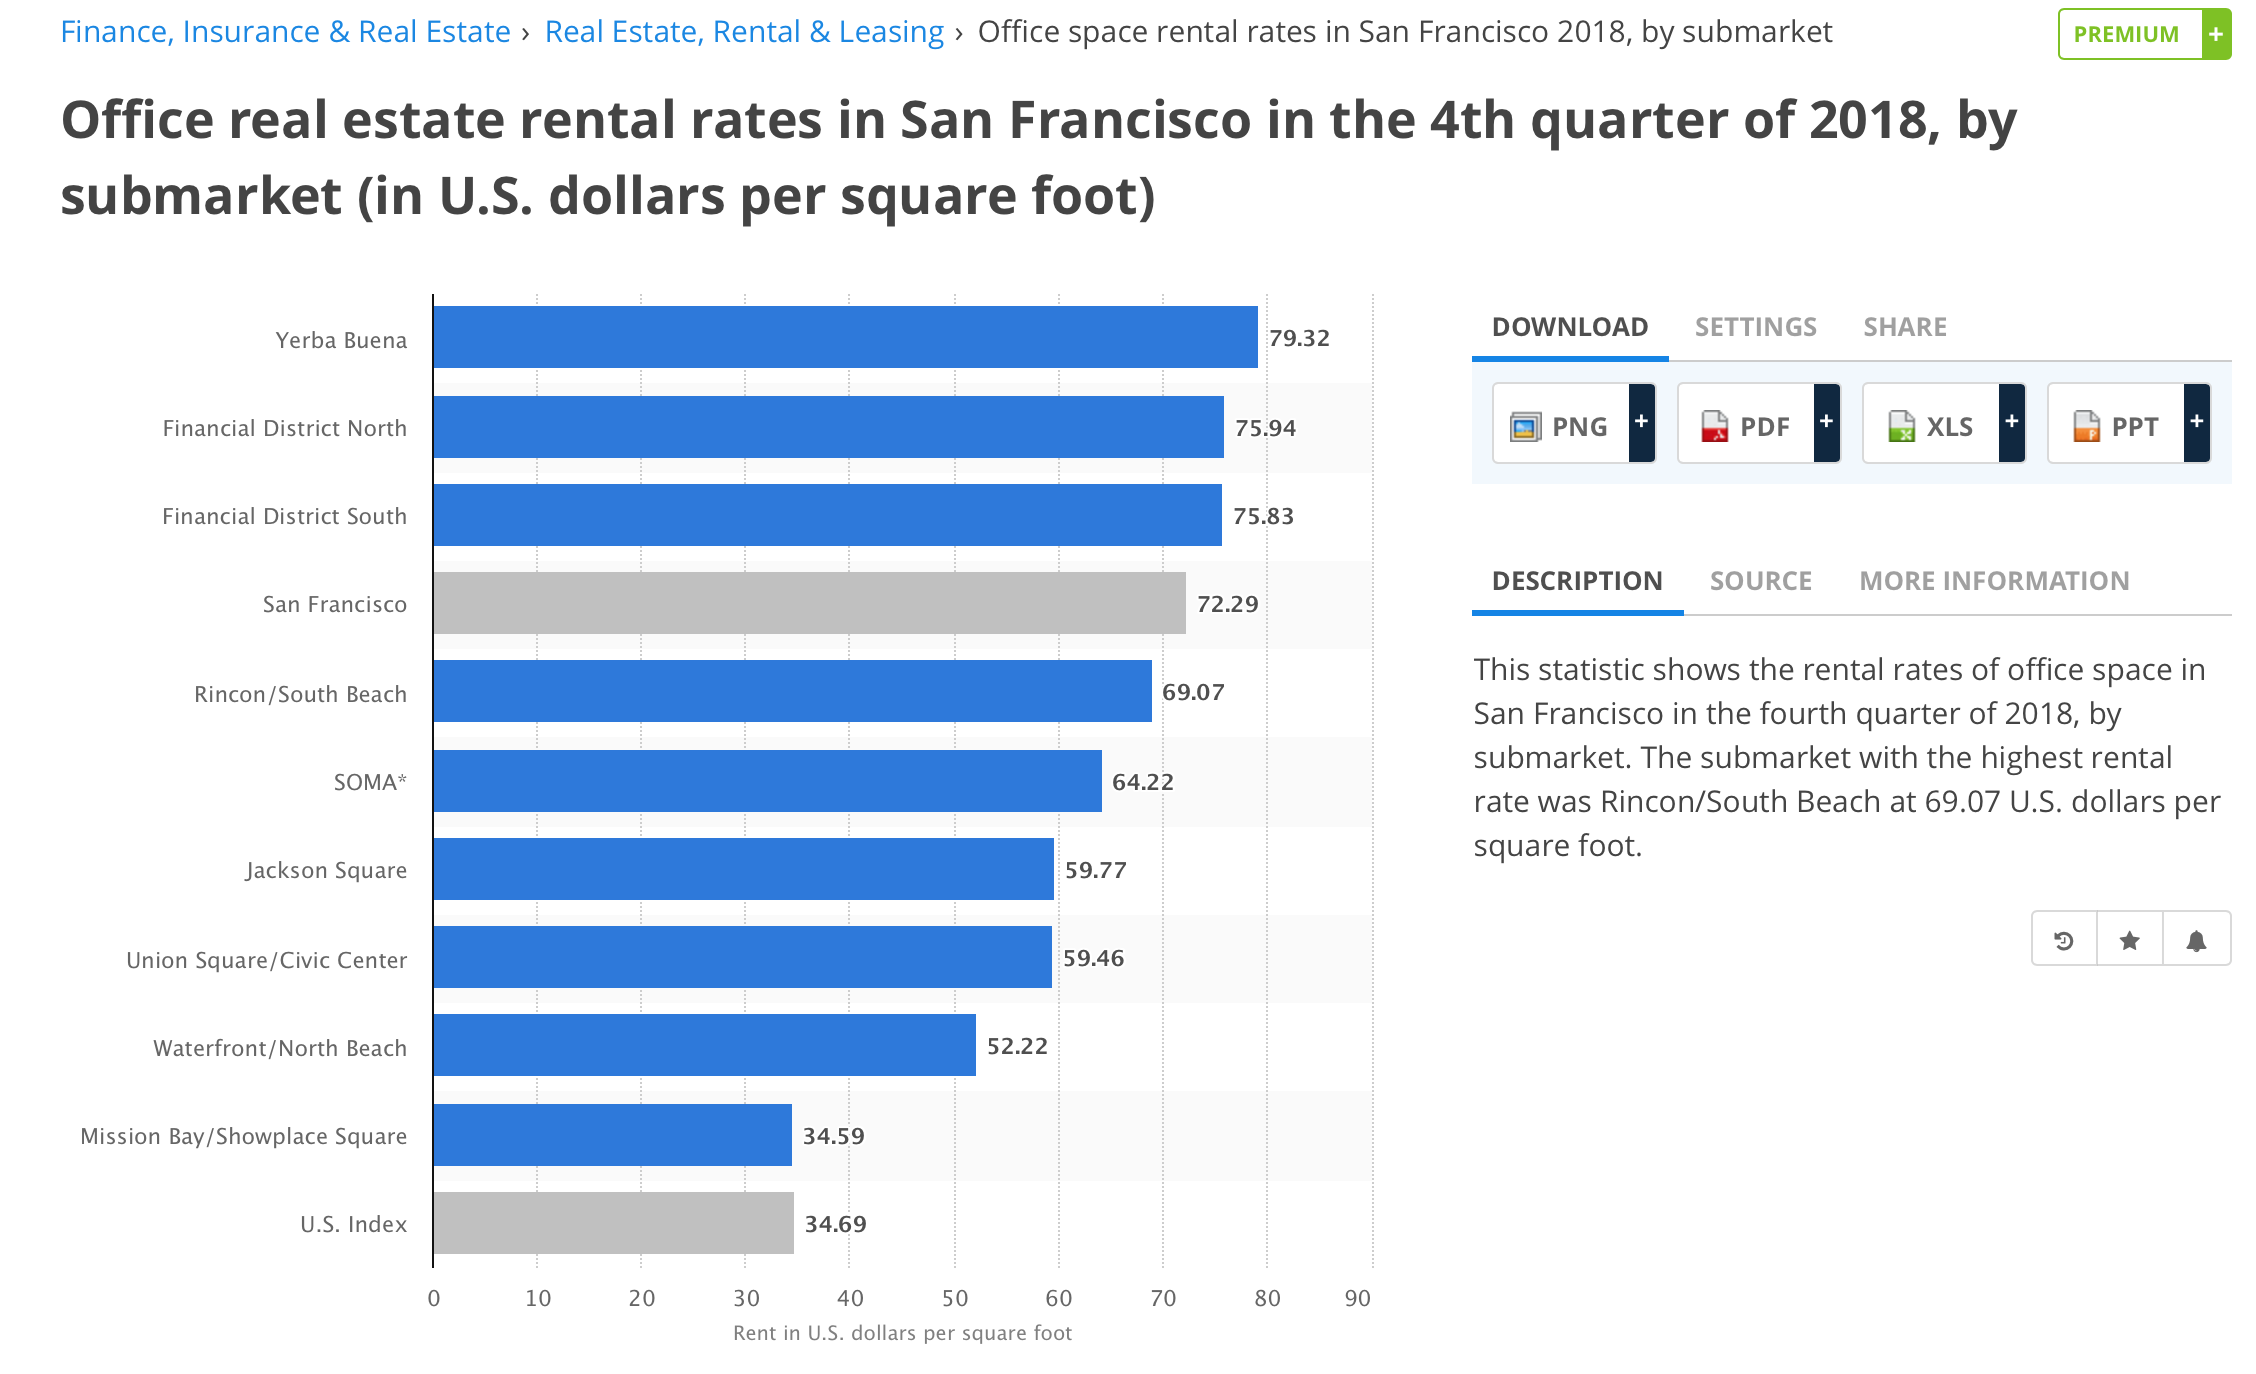 Finance, Insurance & Real Estate › Real Estate, Rental & Leasing › Office space rental rates in San Francisco 2018, by submarket
PREMIUM +
Office real estate rental rates in San Francisco in the 4th quarter of 2018, by
submarket (in U.S. dollars per square foot)
Yerba Buena 79.32
Financial District North 75.94
Financial District South 75.83
San Francisco 72.29
Rincon/South Beach 69.07
SOMA* 64.22
Jackson Square 59.77
Union Square/Civic Center 59.46
Waterfront/North Beach 52.22
Mission Bay/Showplace Square 34.59
U.S. Index 34.69
0 10 20 30 40 50 60 70 80 90
Rent in U.S. dollars per square foot
DOWNLOAD SETTINGS SHARE
PNG + PDF + XLS + PPT +
DESCRIPTION SOURCE MORE INFORMATION
This statistic shows the rental rates of office space in
San Francisco in the fourth quarter of 2018, by
submarket. The submarket with the highest rental
rate was Rincon/South Beach at 69.07 U.S. dollars per
square foot.